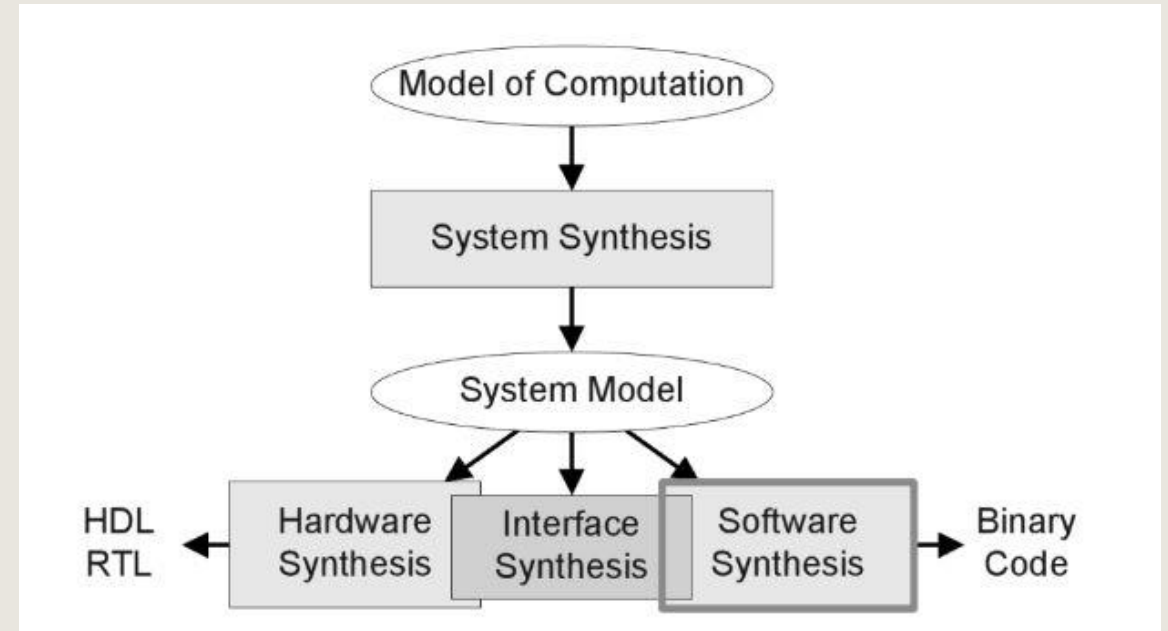 Model of Computation
System Synthesis
System Model
HDL
RTL
Hardware
Synthesis
Interface
Synthesis
Software
Synthesis
Binary
Code